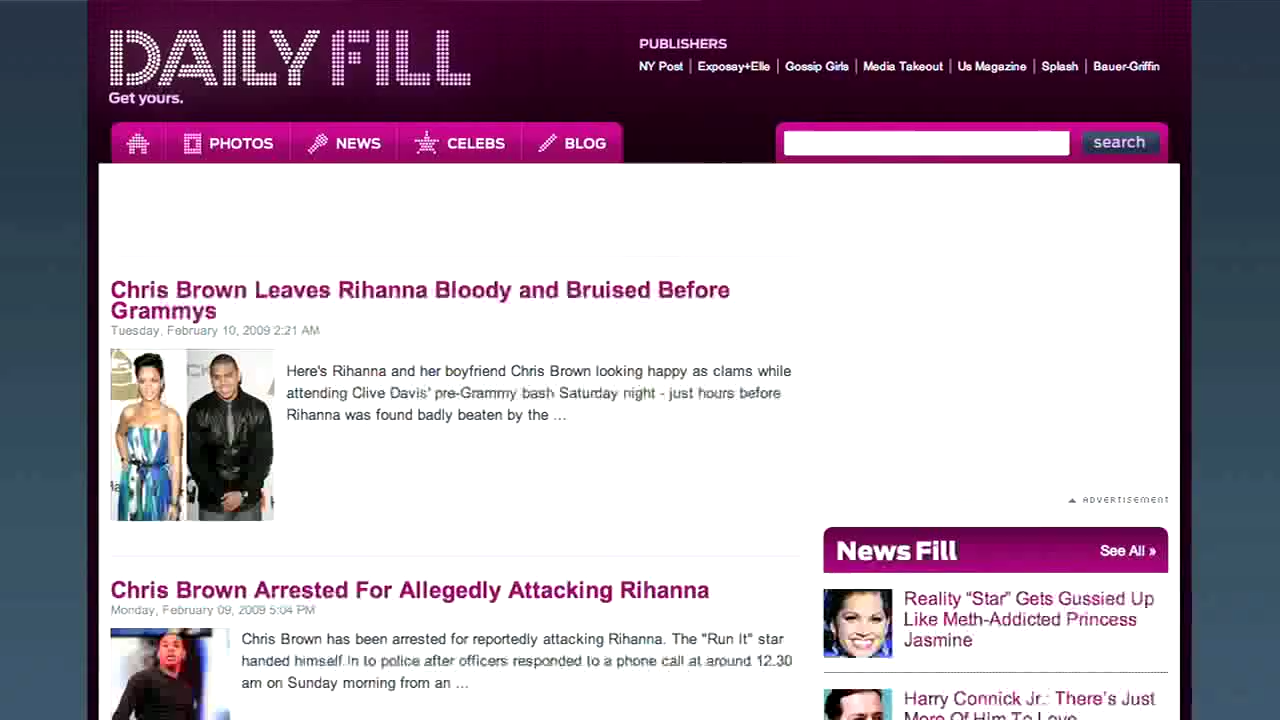 DAILY FILL
Get yours.
PUBLISHERS
NY Post | Exposay+Elle | Gossip Girls | Media Takeout | Us Magazine | Splash | Bauer-Griffin
PHOTOS
NEWS
CELEBS
BLOG
search
Chris Brown Leaves Rihanna Bloody and Bruised Before
Grammys
Tuesday, February 10, 2009 2:21 AM
Here's Rihanna and her boyfriend Chris Brown looking happy as clams while
attending Clive Davis' pre-Grammy bash Saturday night - just hours before
Rihanna was found badly beaten by the ...
ADVERTISEMENT
News Fill
See All »
Chris Brown Arrested For Allegedly Attacking Rihanna
Monday, February 09, 2009 5:04 PM
Chris Brown has been arrested for reportedly attacking Rihanna. The "Run It" star
handed himself in to police after officers responded to a phone call at around 12.30
am on Sunday morning from an ...
Reality “Star” Gets Gussied Up
Like Meth-Addicted Princess
Jasmine
Harry Connick Jr.: There's Just
More Of Him To Love